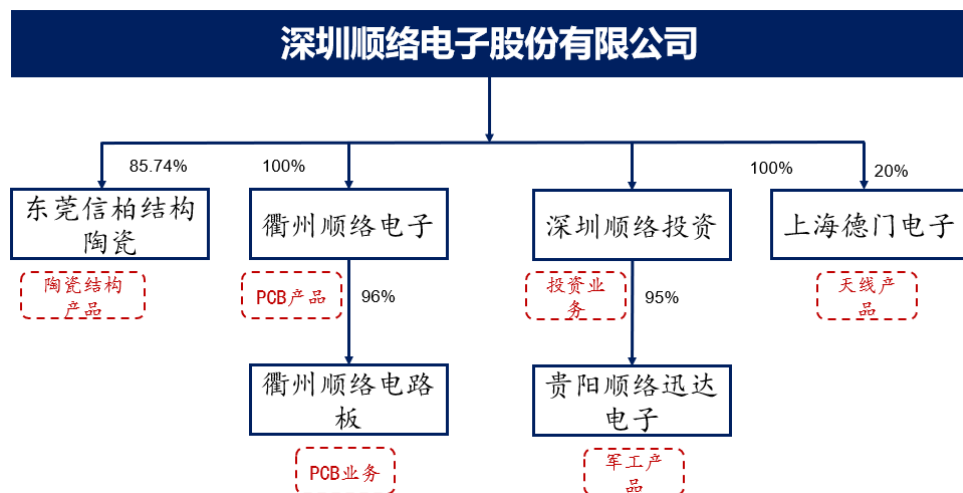 深圳顺络电子股份有限公司
85.74%
100%
100%
20%
东莞信柏结构
陶瓷
衢州顺络电子
深圳顺络投资
上海德门电子
陶瓷结构
产品
PCB产品
96%
投资业
务
95%
天线产
品
衢州顺络电路
板
贵阳顺络迅达
电子
PCB业务
军工产
品